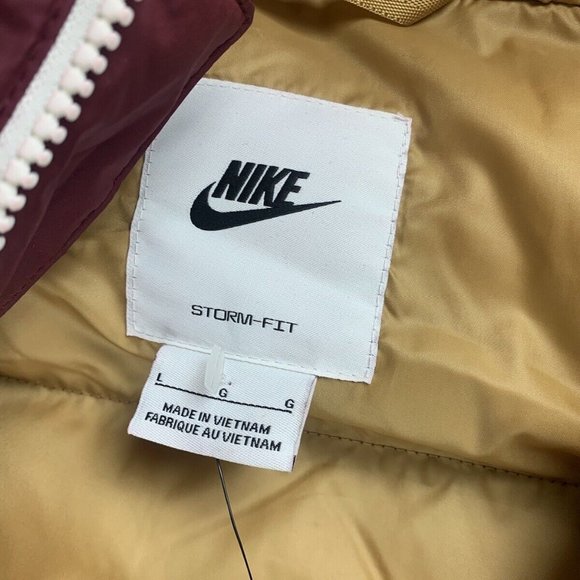 NIKE
STORM-FIT
L G G
MADE IN VIETNAM
FABRIQUE AU VIETNAM